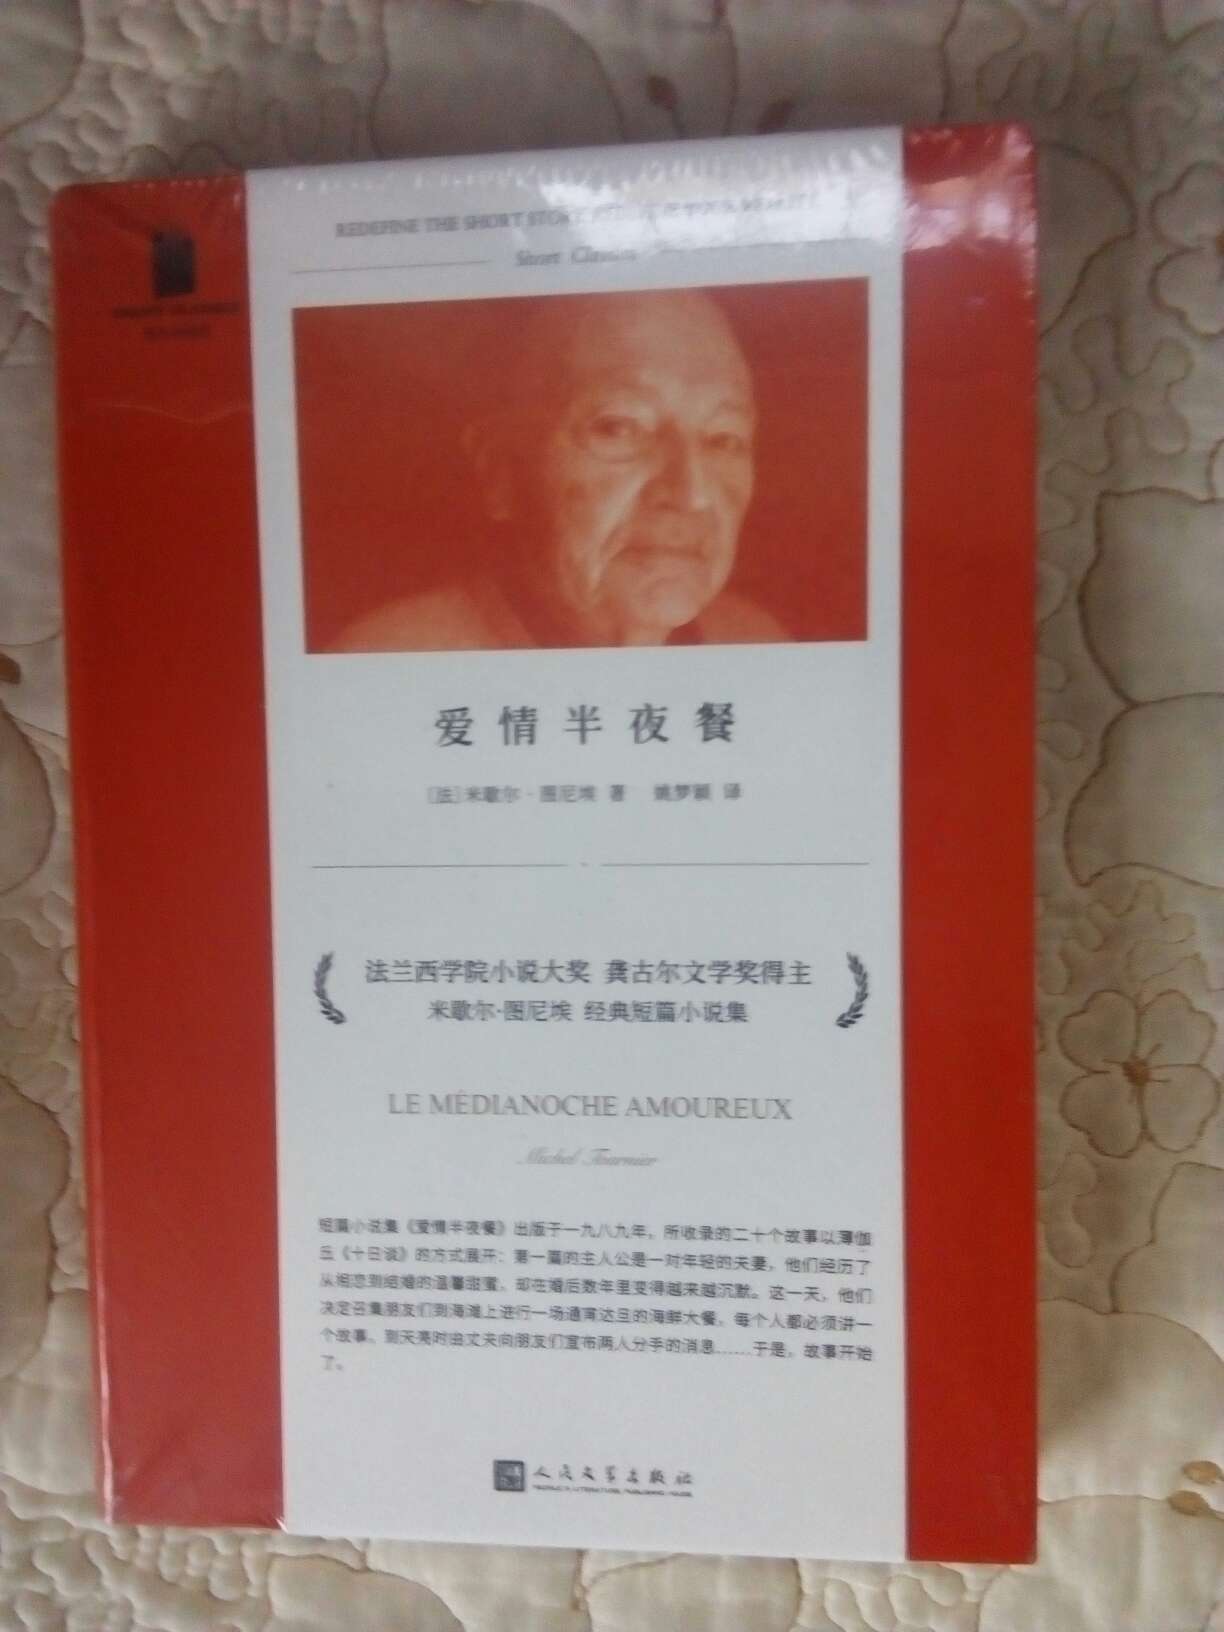 REDEFINE THE SHORT STORY
Short Classics
爱情半夜餐
[法]米歇尔·图尼埃 著 姚梦颖 译
法兰西学院小说大奖 龚古尔文学奖得主
米歇尔·图尼埃 经典短篇小说集
LE MÉDIANOCHE AMOUREUX
Michel Tournier
短篇小说集《爱情半夜餐》出版于一九八九年，所收录的二十个故事以薄伽
丘《十日谈》的方式展开：第一篇的主人公是一对年轻的夫妻，他们经历了
从相恋到结婚的温馨甜蜜，却在婚后数年里变得越来越沉默。这一天，他们
决定召集朋友们到海滩上进行一场通宵达旦的海鲜大餐，每个人都必须讲一
个故事，到天亮时由丈夫向朋友们宣布两人分手的消息……于是，故事开始
了。
人民文学出版社
PEOPLE'S LITERATURE PUBLISHING HOUSE